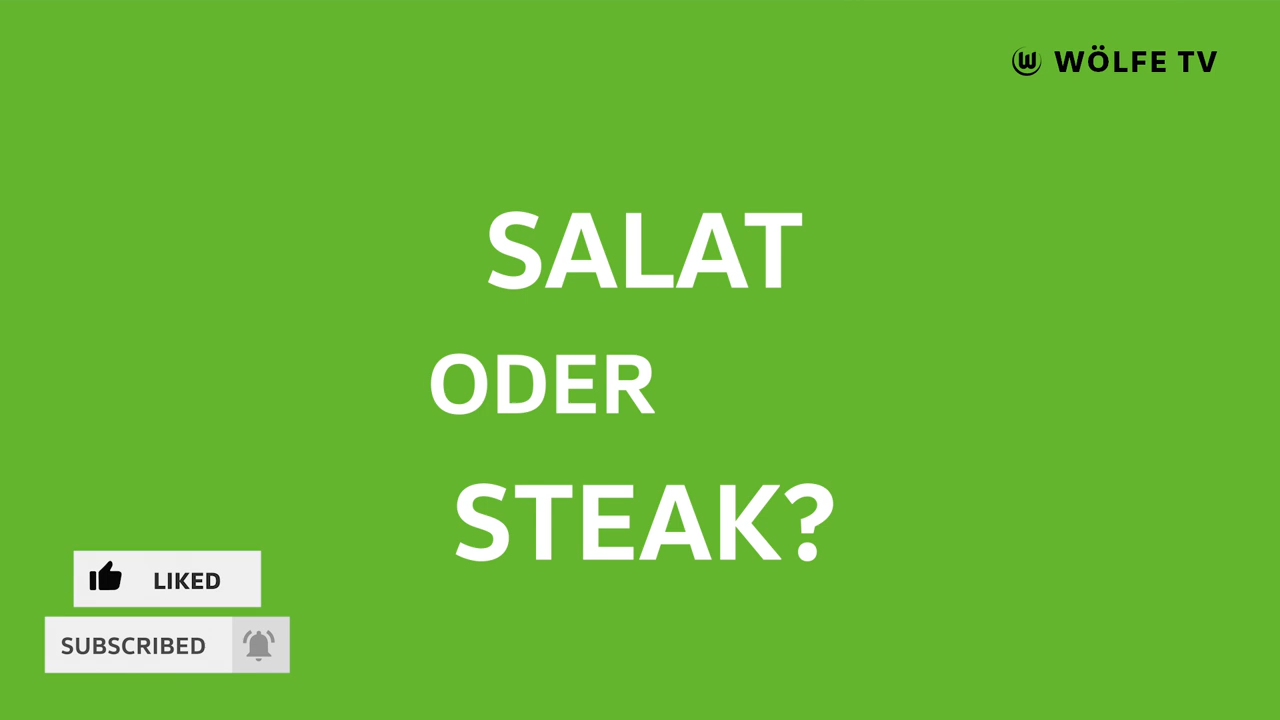 WÖLFE TV
SALAT
ODER
STEAK?
LIKED
SUBSCRIBED